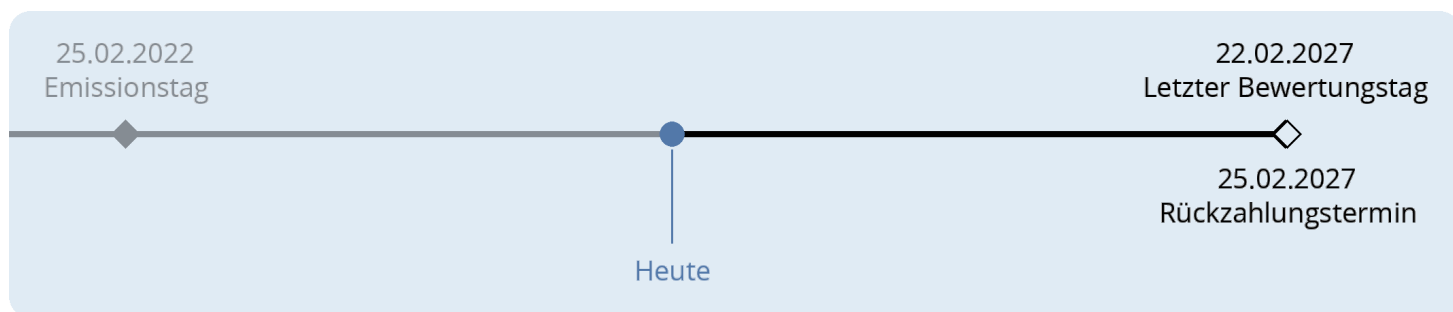 25.02.2022
Emissionstag
22.02.2027
Letzter Bewertungstag
25.02.2027
Rückzahlungstermin
Heute